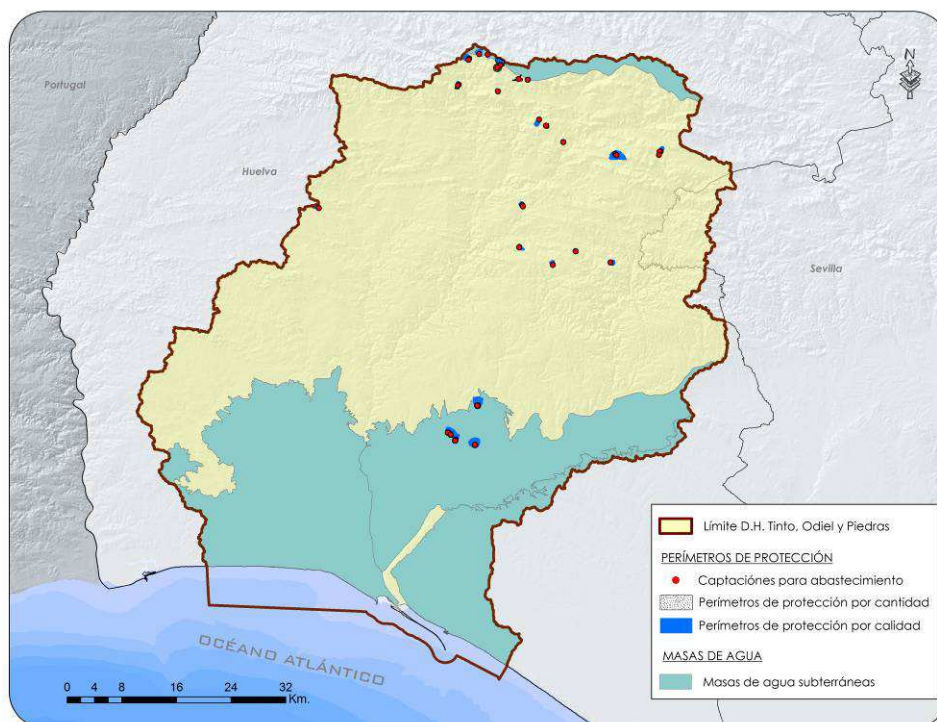 Portugal
N
Huelva
Sevilla
Límite D.H. Tinto, Odiel y Piedras
PERÍMETROS DE PROTECCIÓN
Captaciónes para abastecimiento
Perímetros de protección por cantidad
Perímetros de protección por calidad
MASAS DE AGUA
Masas de agua subterráneas
OCÉANO ATLÁNTICO
0 4 8 16 24 32
Km.